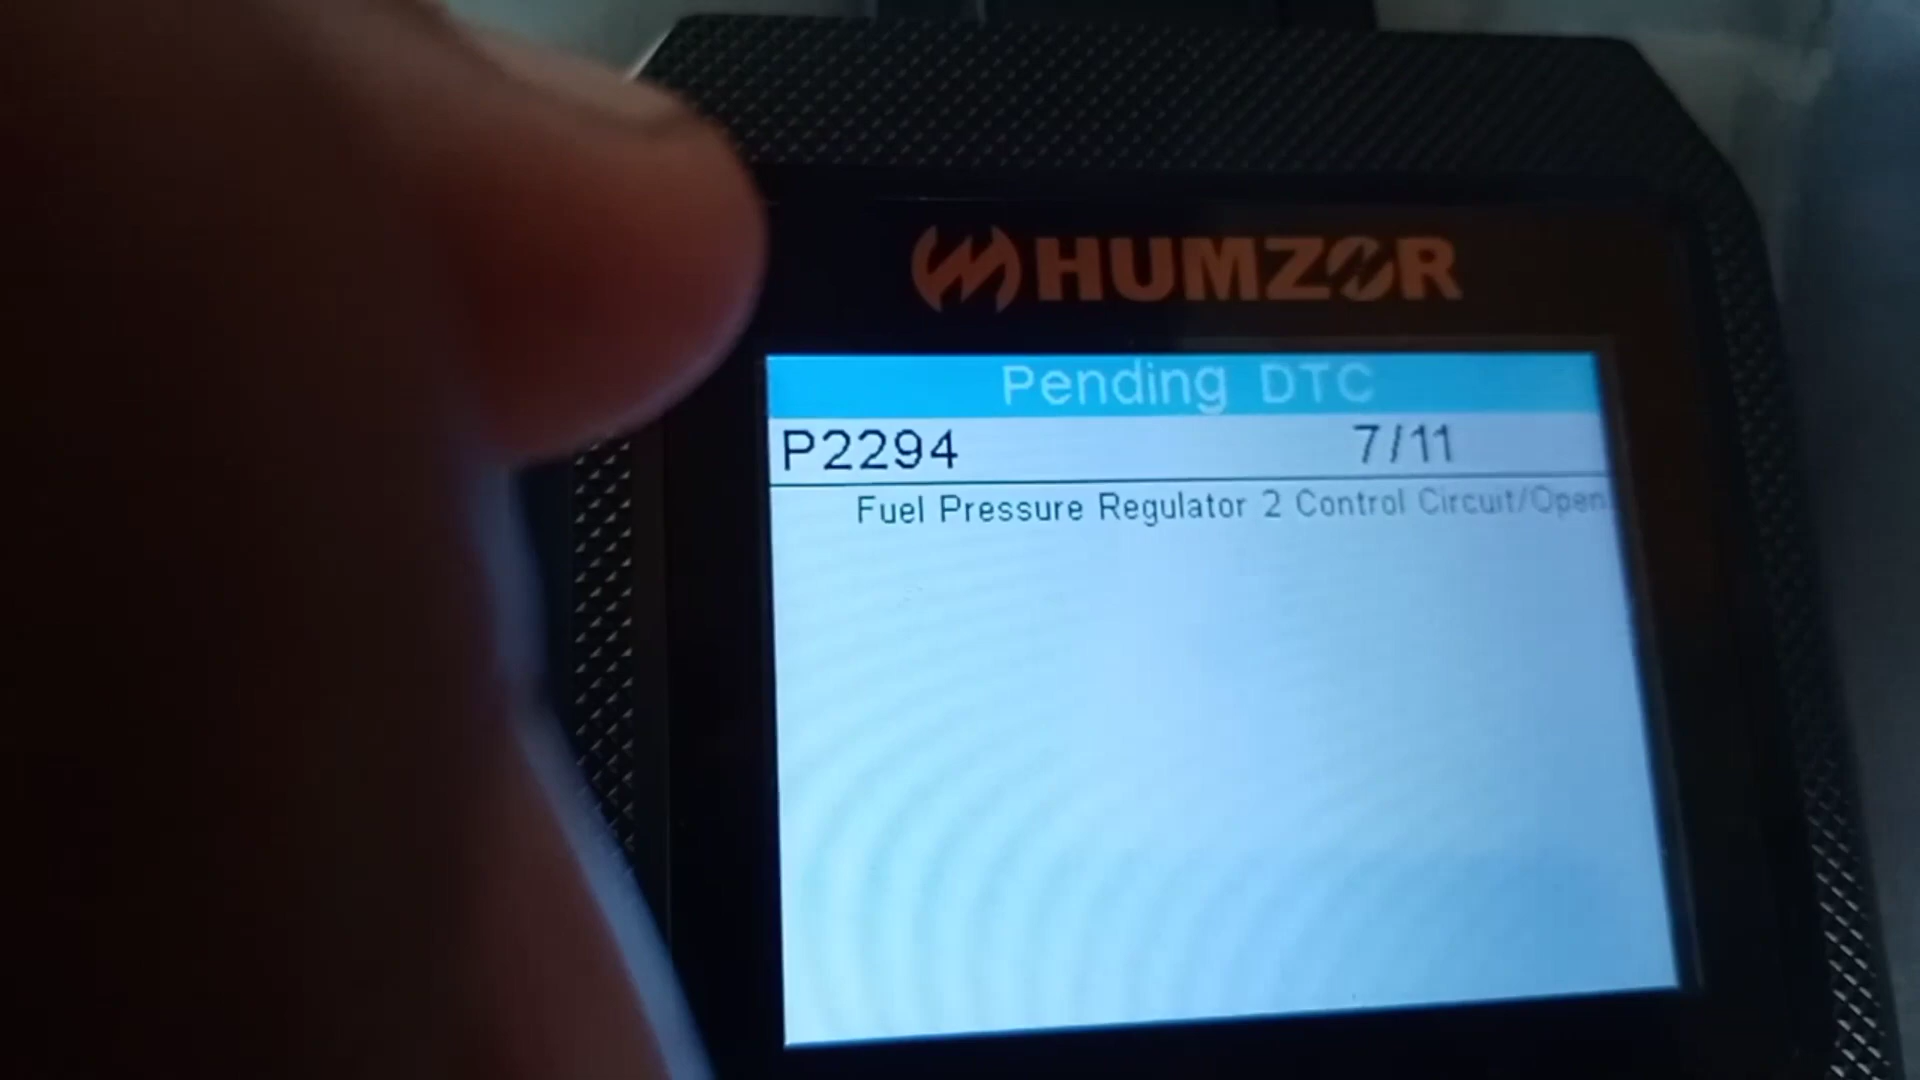 HUMZOR
Pending DTC
P2294 7/11
Fuel Pressure Regulator 2 Control Circuit/Open